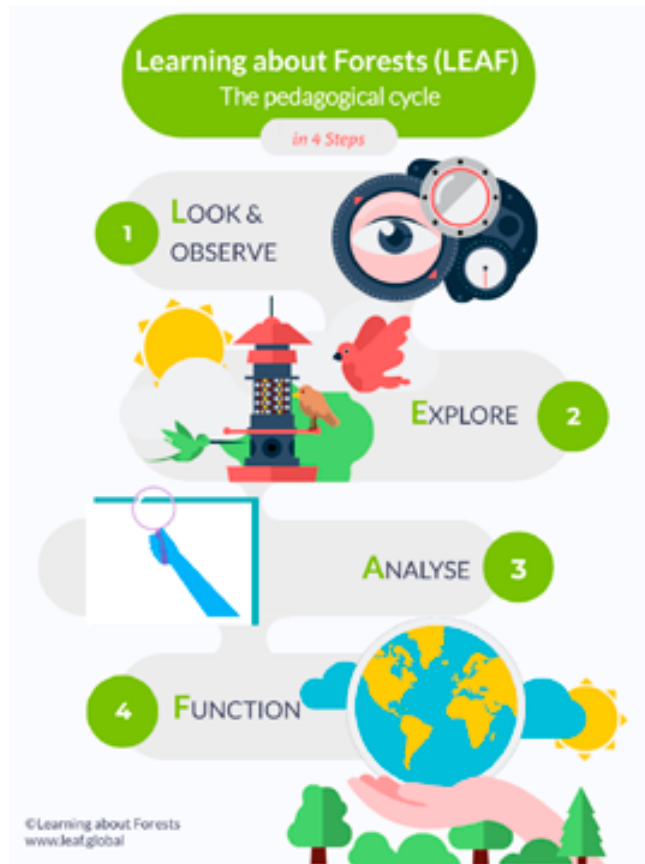 Learning about Forests (LEAF)
The pedagogical cycle
in 4 Steps
1
LOOK &
OBSERVE
EXPLORE
2
ANALYSE
3
4
FUNCTION
©Learning about Forests
www.leaf.global